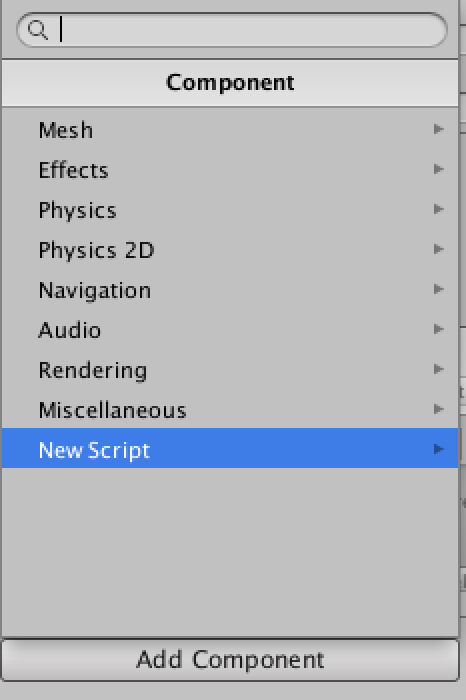 Component
Mesh
Effects
Physics
Physics 2D
Navigation
Audio
Rendering
Miscellaneous
New Script
Add Component